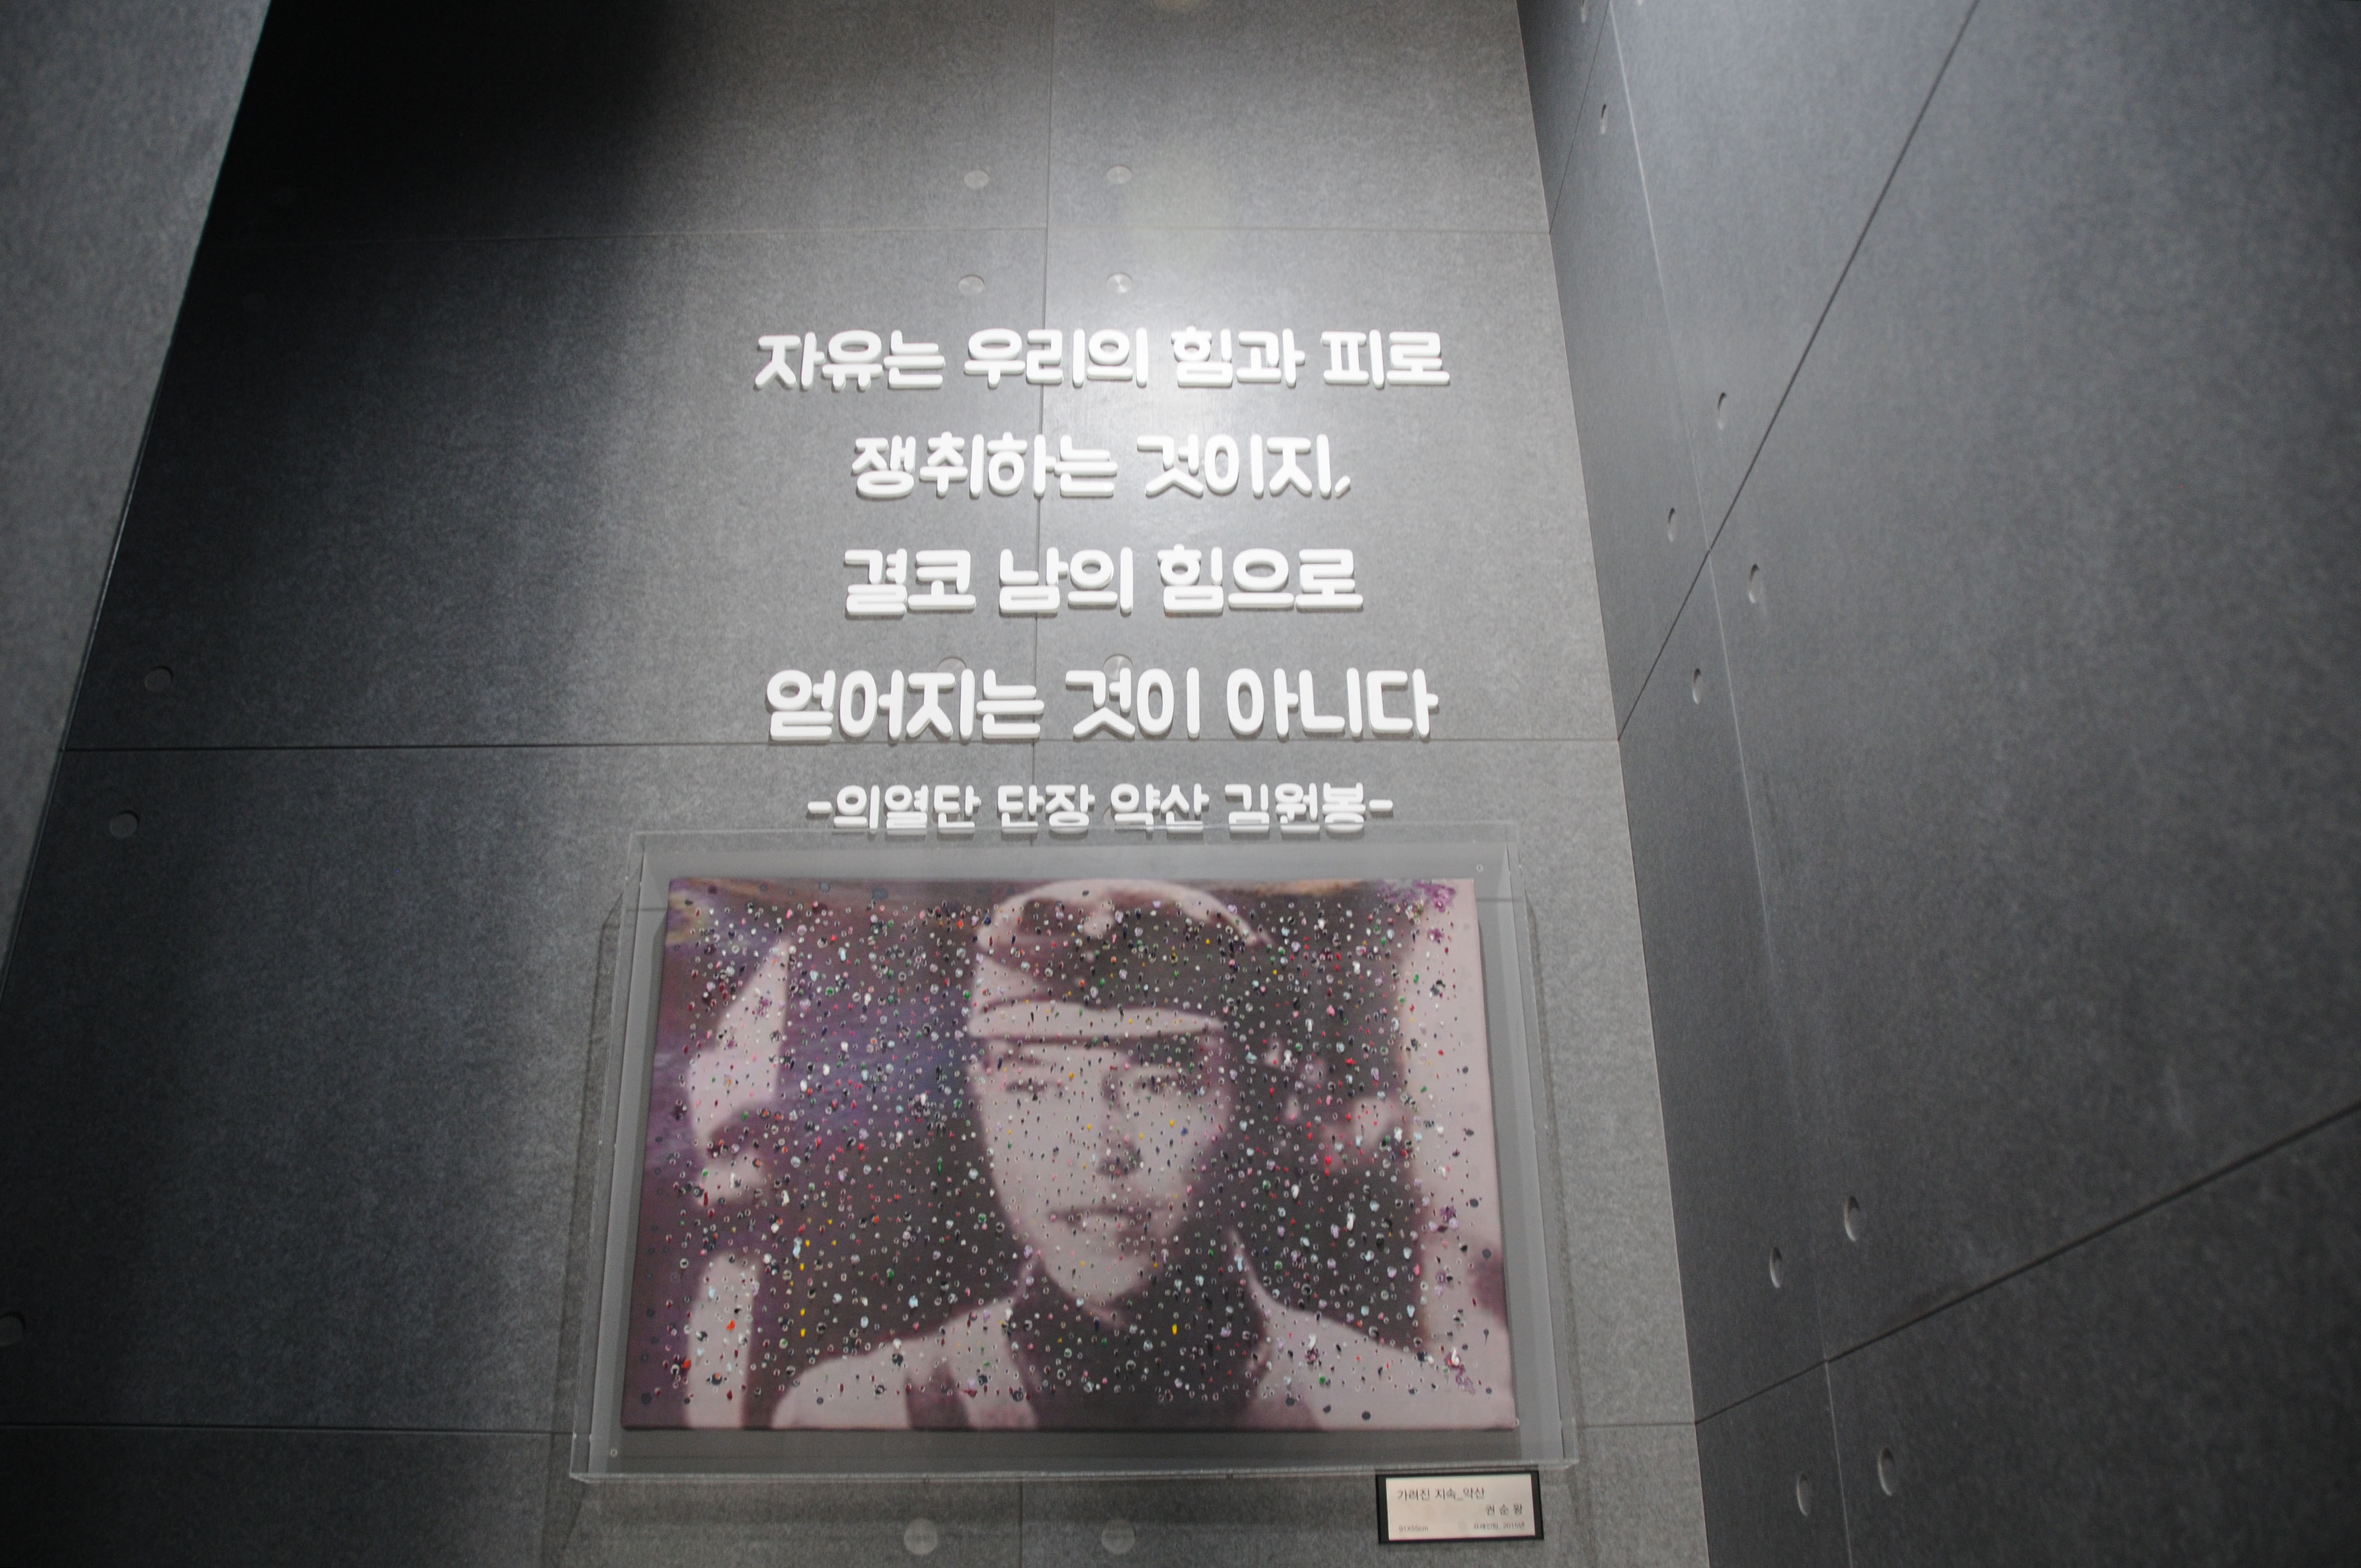 자유는 우리의 힘과 피로
쟁취하는 것이지,
결코 남의 힘으로
얻어지는 것이 아니다
-의열단 단장 약산 김원봉-
가려진 지속_약산
권 순 왕
91X55cm